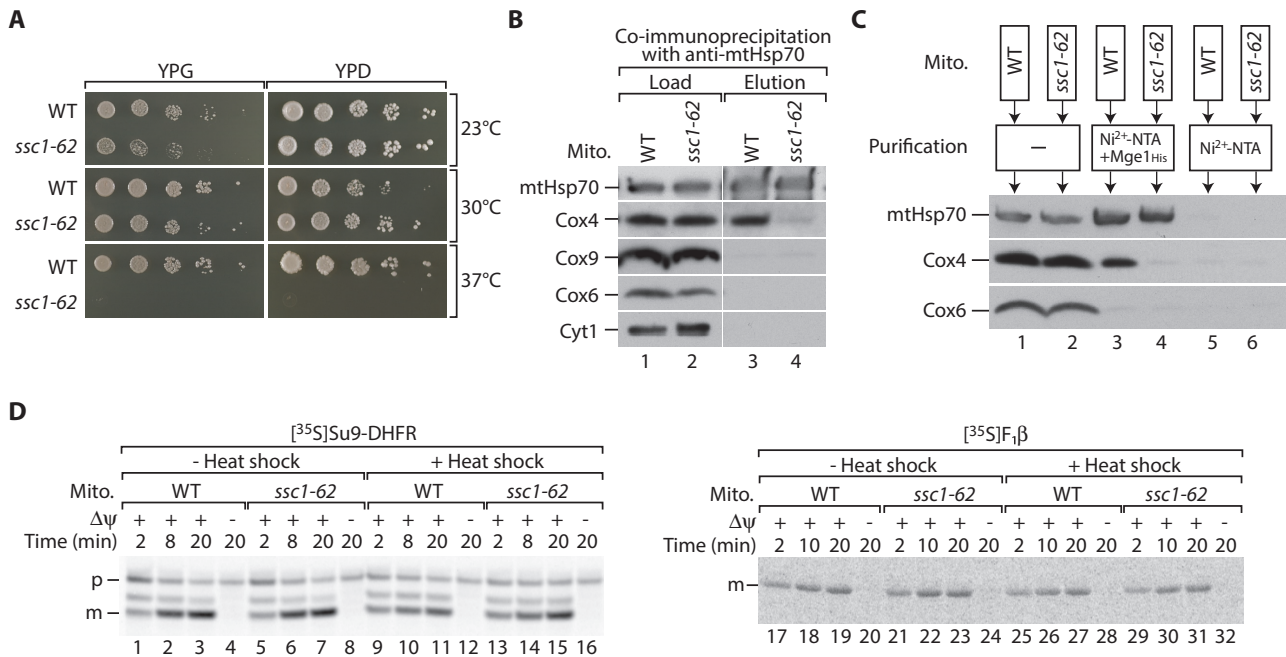 A
YPG YPD
WT
ssc1-62
23°C
WT
ssc1-62
30°C
WT
ssc1-62
37°C
B
Co-immunoprecipitation
with anti-mtHsp70
Load Elution
Mito. WT ssc1-62 WT ssc1-62
mtHsp70
Cox4
Cox9
Cox6
Cyt1
1 2 3 4
C
Mito. WT ssc1-62 WT ssc1-62 WT ssc1-62
Purification – Ni²⁺-NTA +Mge1His Ni²⁺-NTA
mtHsp70
Cox4
Cox6
1 2 3 4 5 6
D
[³⁵S]Su9-DHFR
- Heat shock + Heat shock
Mito. WT ssc1-62 WT ssc1-62
Δψ + + + - + + + - + + + - + + + -
Time (min) 2 8 20 20 2 8 20 20 2 8 20 20 2 8 20 20
p
m
1 2 3 4 5 6 7 8 9 10 11 12 13 14 15 16
[³⁵S]F₁β
- Heat shock + Heat shock
Mito. WT ssc1-62 WT ssc1-62
Δψ + + + - + + + - + + + - + + + -
Time (min) 2 10 20 20 2 10 20 20 2 10 20 20 2 10 20 20
m
17 18 19 20 21 22 23 24 25 26 27 28 29 30 31 32